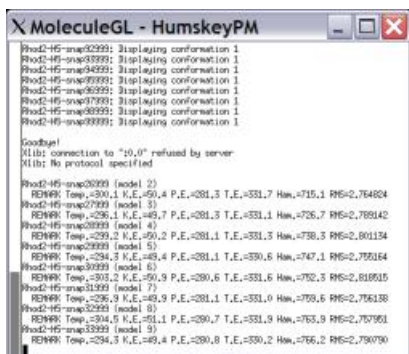 MoleculeGL - HumskeyPM
Rhod2-H5-snap92999: Displaying conformation 1
Rhod2-H5-snap93999: Displaying conformation 1
Rhod2-H5-snap94999: Displaying conformation 1
Rhod2-H5-snap95999: Displaying conformation 1
Rhod2-H5-snap96999: Displaying conformation 1
Rhod2-H5-snap97999: Displaying conformation 1
Rhod2-H5-snap98999: Displaying conformation 1
Rhod2-H5-snap99999: Displaying conformation 1
Goodbye!
Xlib: connection to ":0.0" refused by server
Xlib: No protocol specified
Rhod2-H5-snap26999 (model 2)
REMARK Temp.=300.1 K.E.=50.4 P.E.=281.3 T.E.=331.7 Ham.=715.1 RMS=2.764824
Rhod2-H5-snap27999 (model 3)
REMARK Temp.=296.1 K.E.=49.7 P.E.=281.3 T.E.=331.1 Ham.=726.7 RMS=2.789142
Rhod2-H5-snap28999 (model 4)
REMARK Temp.=299.2 K.E.=50.2 P.E.=281.1 T.E.=331.3 Ham.=738.3 RMS=2.801134
Rhod2-H5-snap29999 (model 5)
REMARK Temp.=294.3 K.E.=49.4 P.E.=281.1 T.E.=330.6 Ham.=747.1 RMS=2.755164
Rhod2-H5-snap30999 (model 6)
REMARK Temp.=303.2 K.E.=50.9 P.E.=280.6 T.E.=331.6 Ham.=752.3 RMS=2.818515
Rhod2-H5-snap31999 (model 7)
REMARK Temp.=296.9 K.E.=49.9 P.E.=281.1 T.E.=331.0 Ham.=759.6 RMS=2.756138
Rhod2-H5-snap32999 (model 8)
REMARK Temp.=304.5 K.E.=51.1 P.E.=280.7 T.E.=331.9 Ham.=763.9 RMS=2.757951
Rhod2-H5-snap33999 (model 9)
REMARK Temp.=294.3 K.E.=49.4 P.E.=280.8 T.E.=330.2 Ham.=766.2 RMS=2.790790